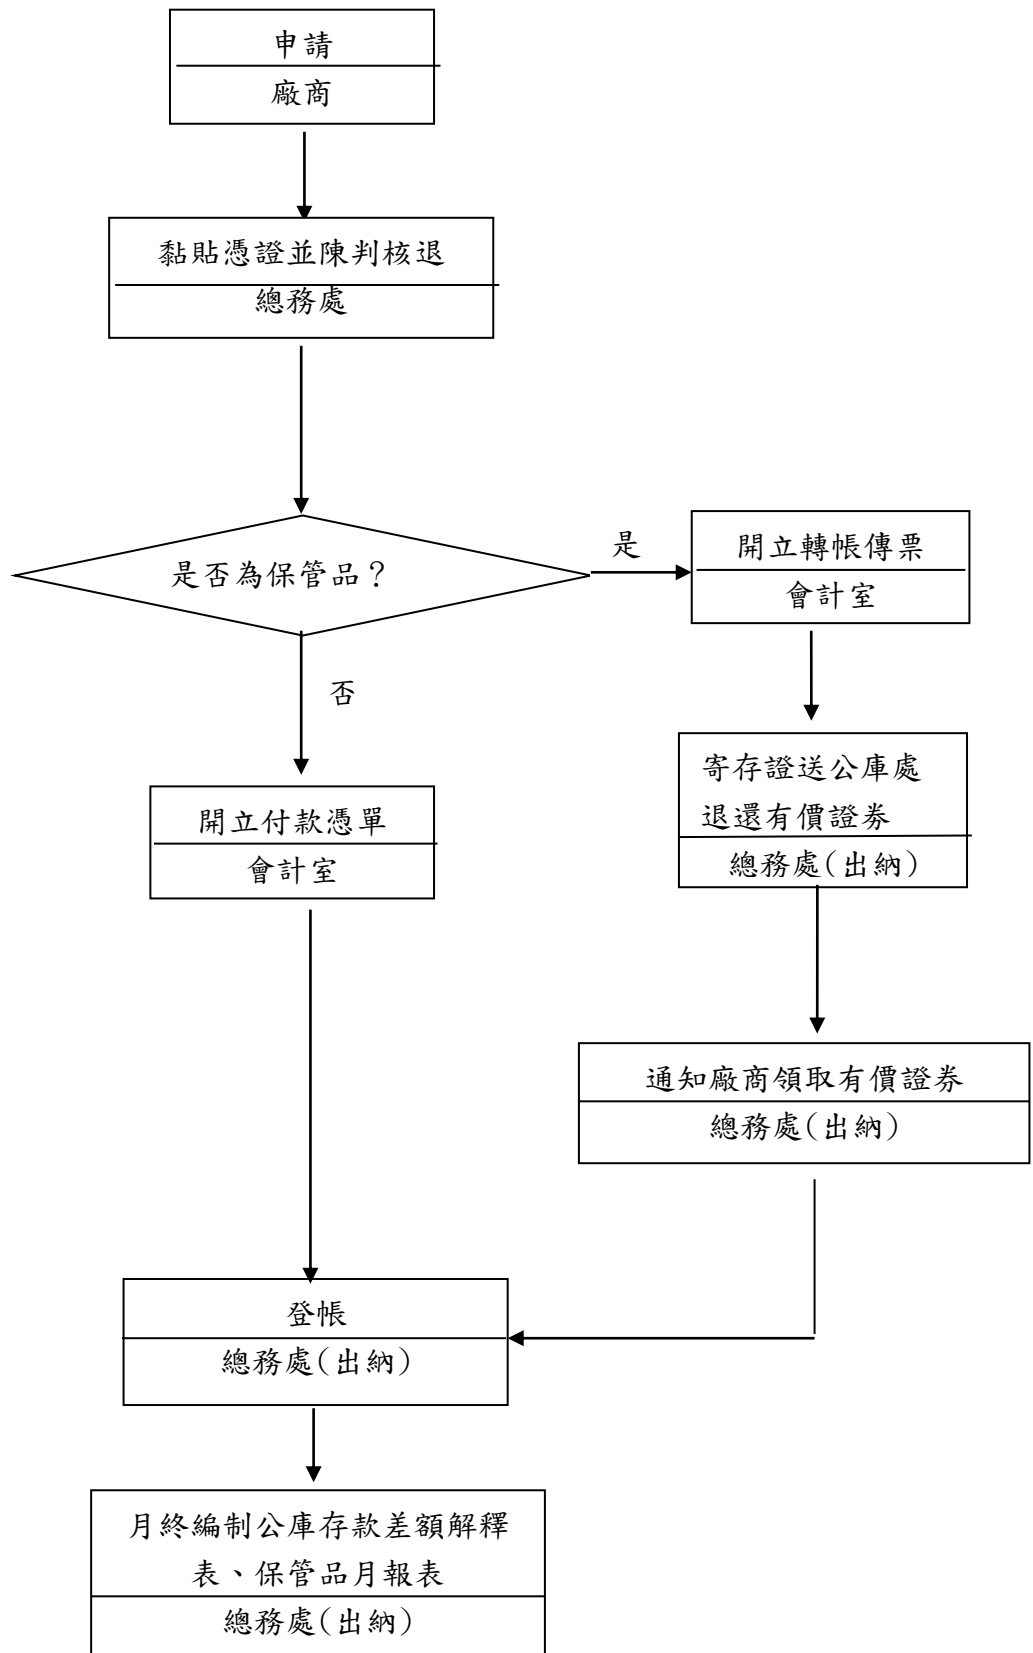 申請
廠商
黏貼憑證並陳判核退
總務處
是否為保管品？
是
開立轉帳傳票
會計室
否
寄存證送公庫處
退還有價證券
總務處(出納)
開立付款憑單
會計室
通知廠商領取有價證券
總務處(出納)
登帳
總務處(出納)
月終編制公庫存款差額解釋
表、保管品月報表
總務處(出納)